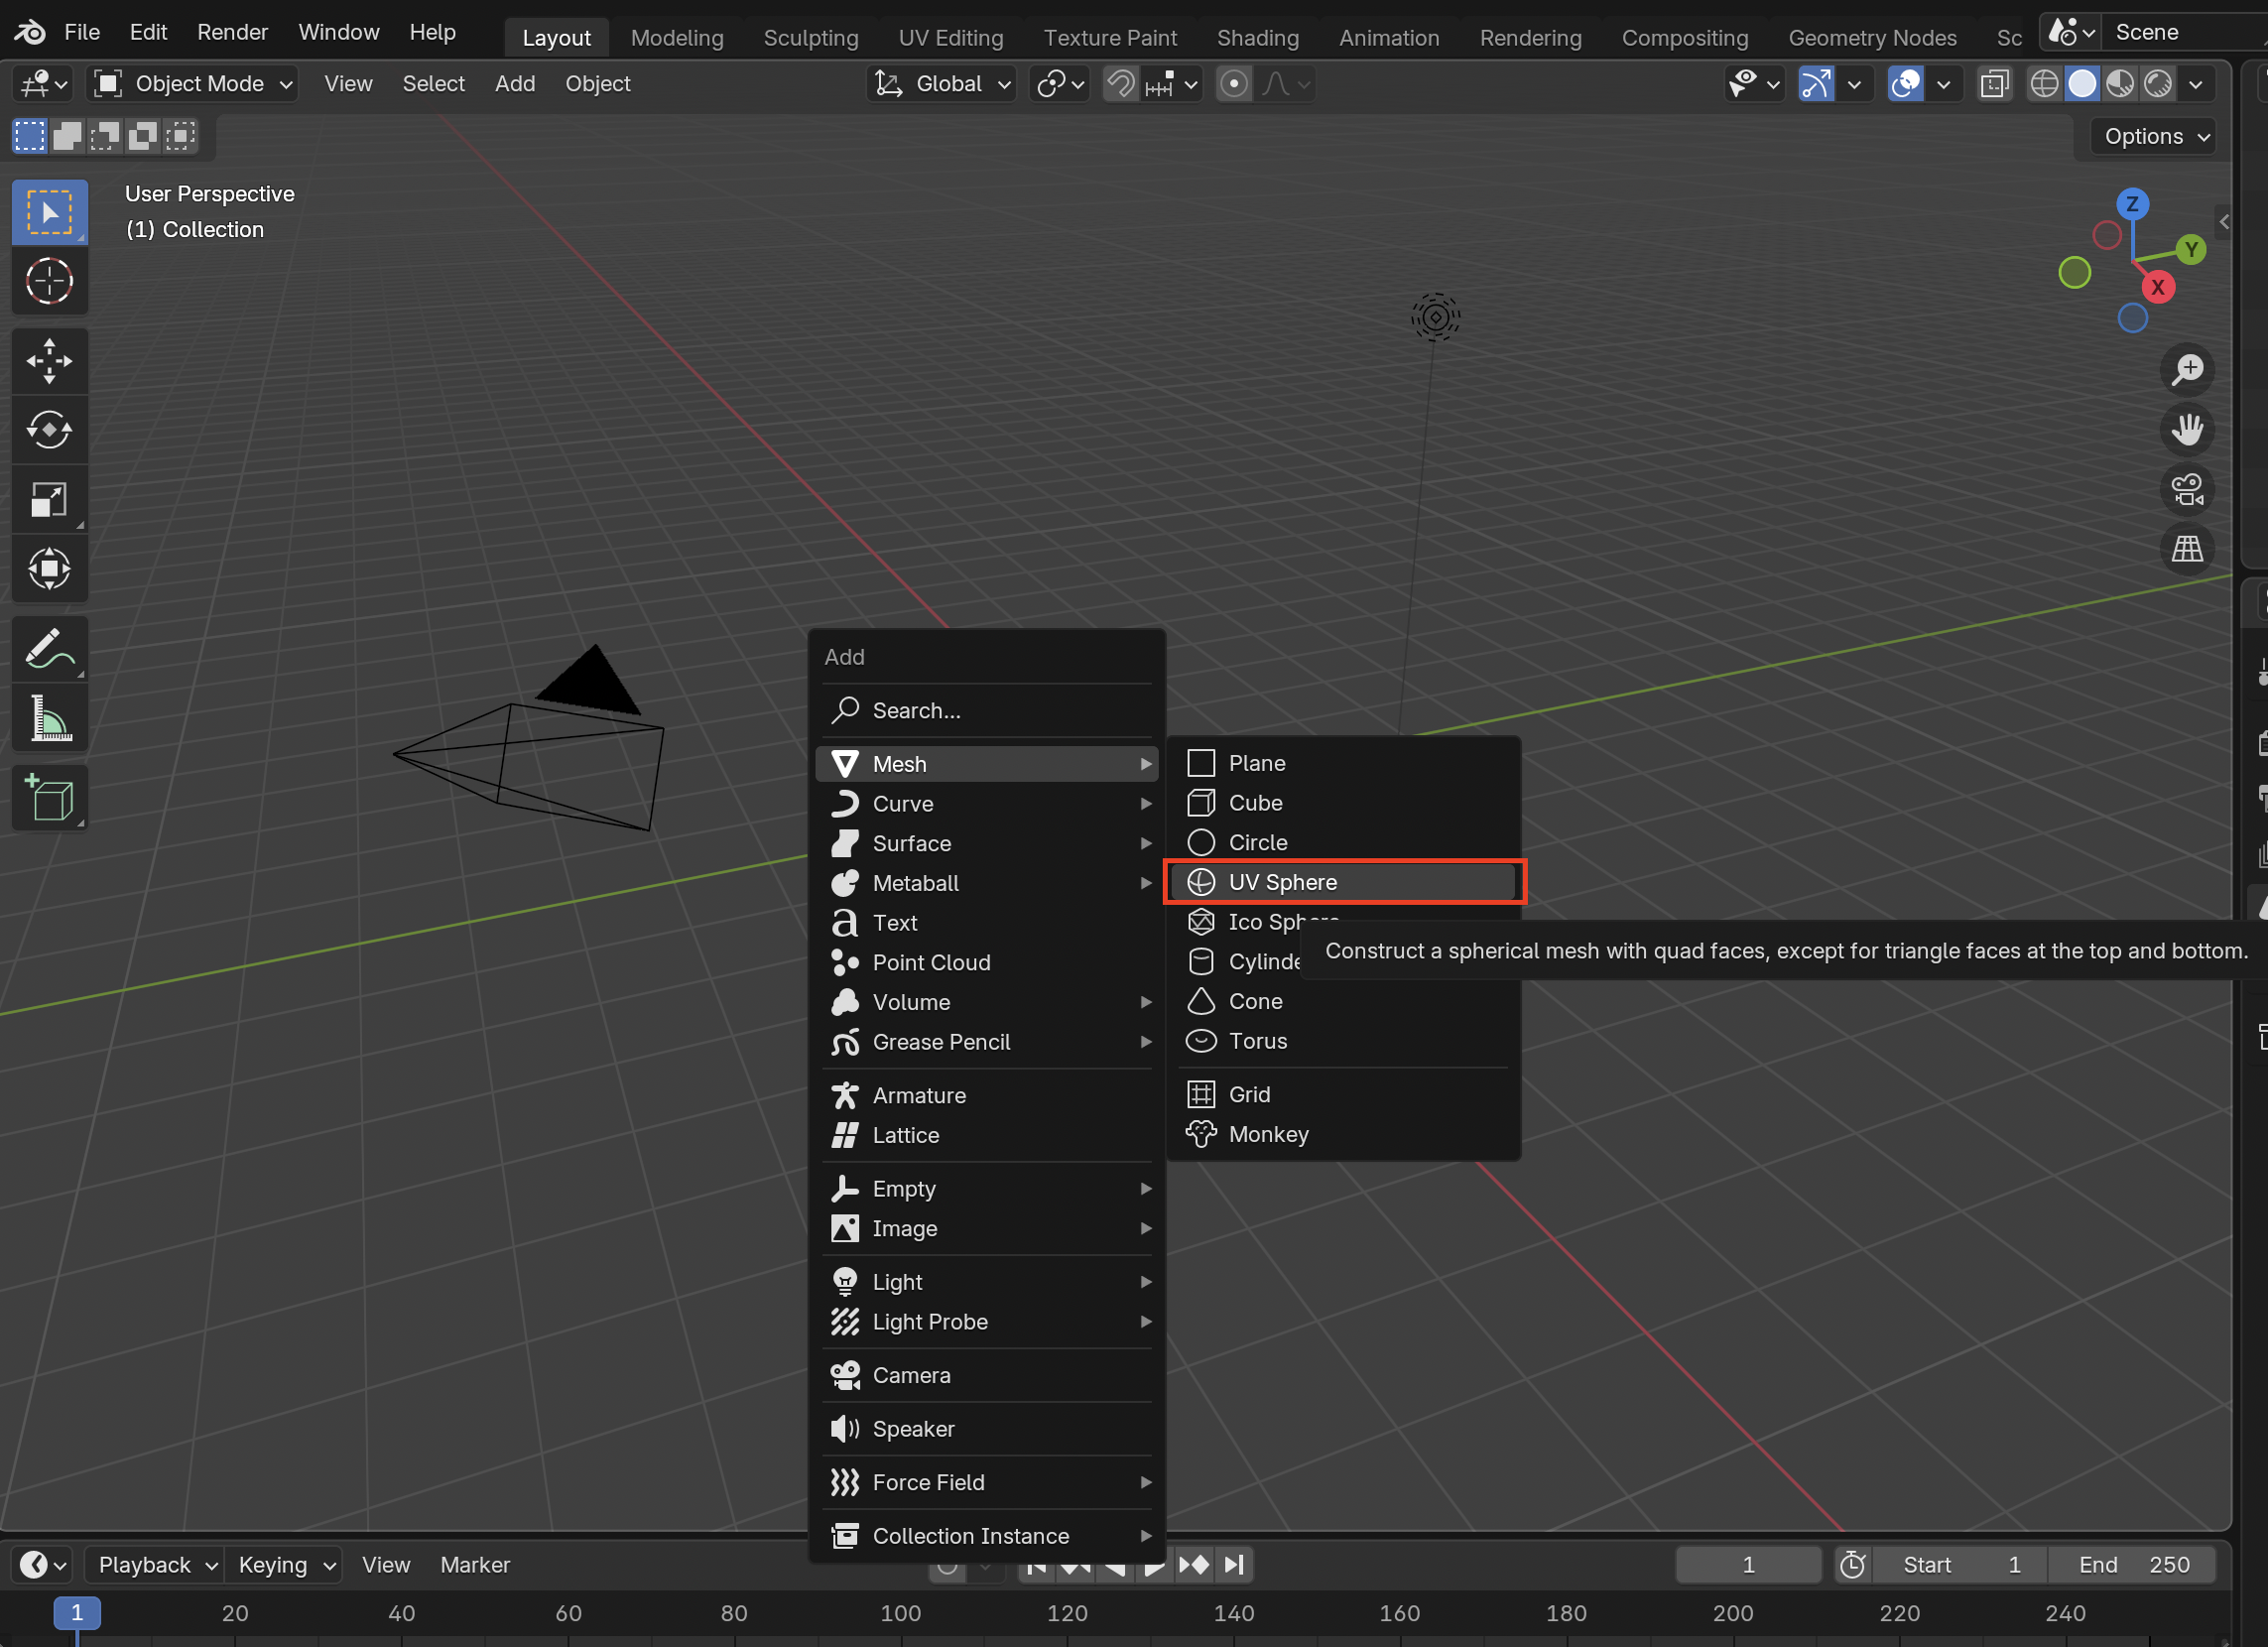 File Edit Render Window Help Layout Modeling Sculpting UV Editing Texture Paint Shading Animation Rendering Compositing Geometry Nodes Sc Scene
Object Mode View Select Add Object Global
Options
User Perspective
(1) Collection
Z
Y
X
Add
Search...
Mesh
Curve
Surface
Metaball
Text
Point Cloud
Volume
Grease Pencil
Armature
Lattice
Empty
Image
Light
Light Probe
Camera
Speaker
Force Field
Collection Instance
Plane
Cube
Circle
UV Sphere
Ico Sphere
Cylinde
Cone
Torus
Grid
Monkey
Construct a spherical mesh with quad faces, except for triangle faces at the top and bottom.
Playback Keying View Marker 1 Start 1 End 250
1 20 40 60 80 100 120 140 160 180 200 220 240